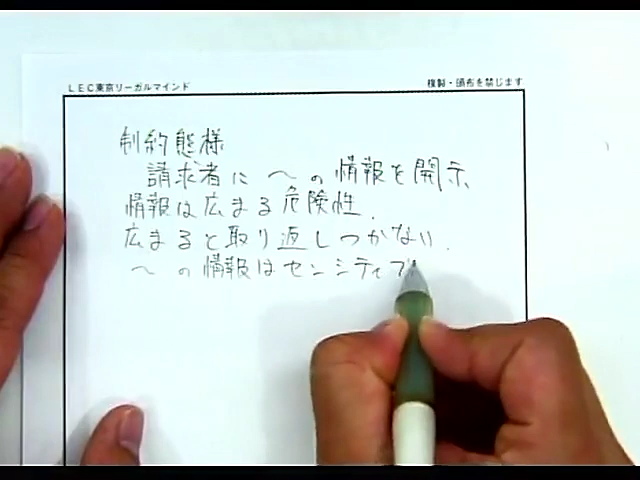 LEC東京リーガルマインド 複製・頒布を禁じます
制約態様
請求者に 〜の情報を開示、
情報は広まる危険性.
広まると取り返しつかない.
〜の情報はセンシティブ